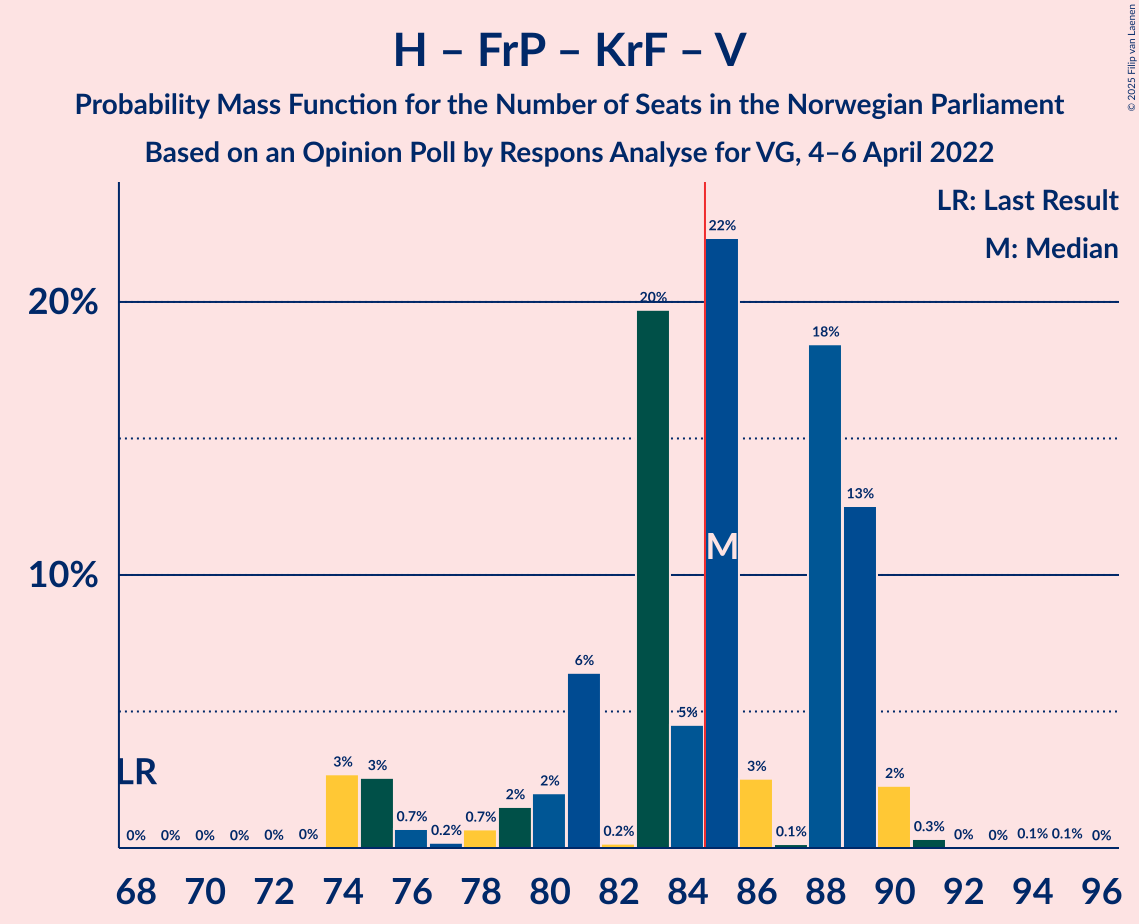 H – FrP – KrF – V
Probability Mass Function for the Number of Seats in the Norwegian Parliament
Based on an Opinion Poll by Respons Analyse for VG, 4–6 April 2022
© 2025 Filip van Laenen
LR: Last Result
M: Median
20%
10%
LR
M
0% 0% 0% 0% 0% 0% 3% 3% 0.7% 0.2% 0.7% 2% 2% 6% 0.2% 20% 5% 22% 3% 0.1% 18% 13% 2% 0.3% 0% 0% 0.1% 0.1% 0%
68 70 72 74 76 78 80 82 84 86 88 90 92 94 96